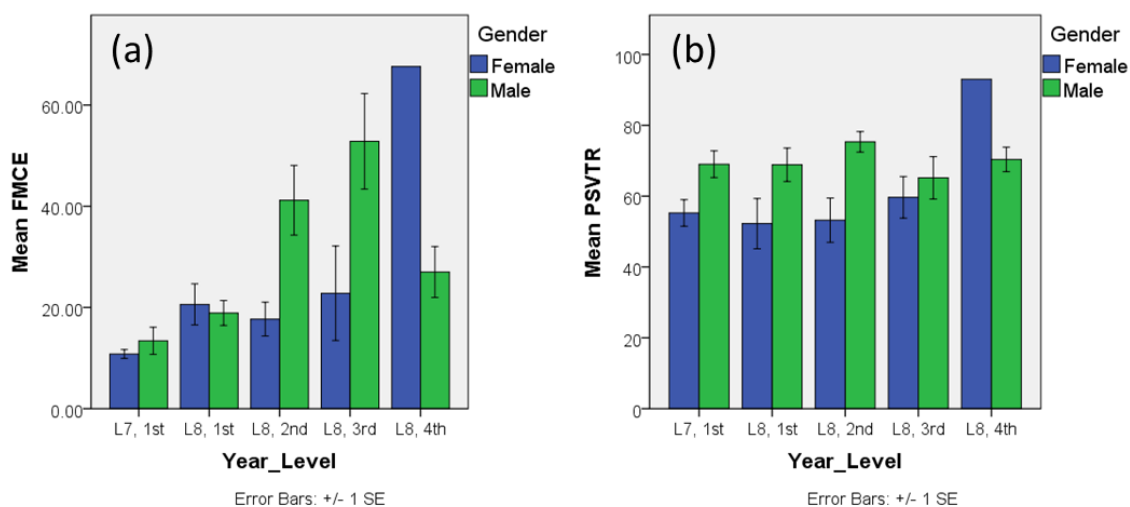 (a)
Gender
Female
Male
Mean FMCE
60.00
40.00
20.00
0.00
L7, 1st L8, 1st L8, 2nd L8, 3rd L8, 4th
Year_Level
Error Bars: +/- 1 SE
(b)
Gender
Female
Male
Mean PSVTR
100
80
60
40
20
0
L7, 1st L8, 1st L8, 2nd L8, 3rd L8, 4th
Year_Level
Error Bars: +/- 1 SE